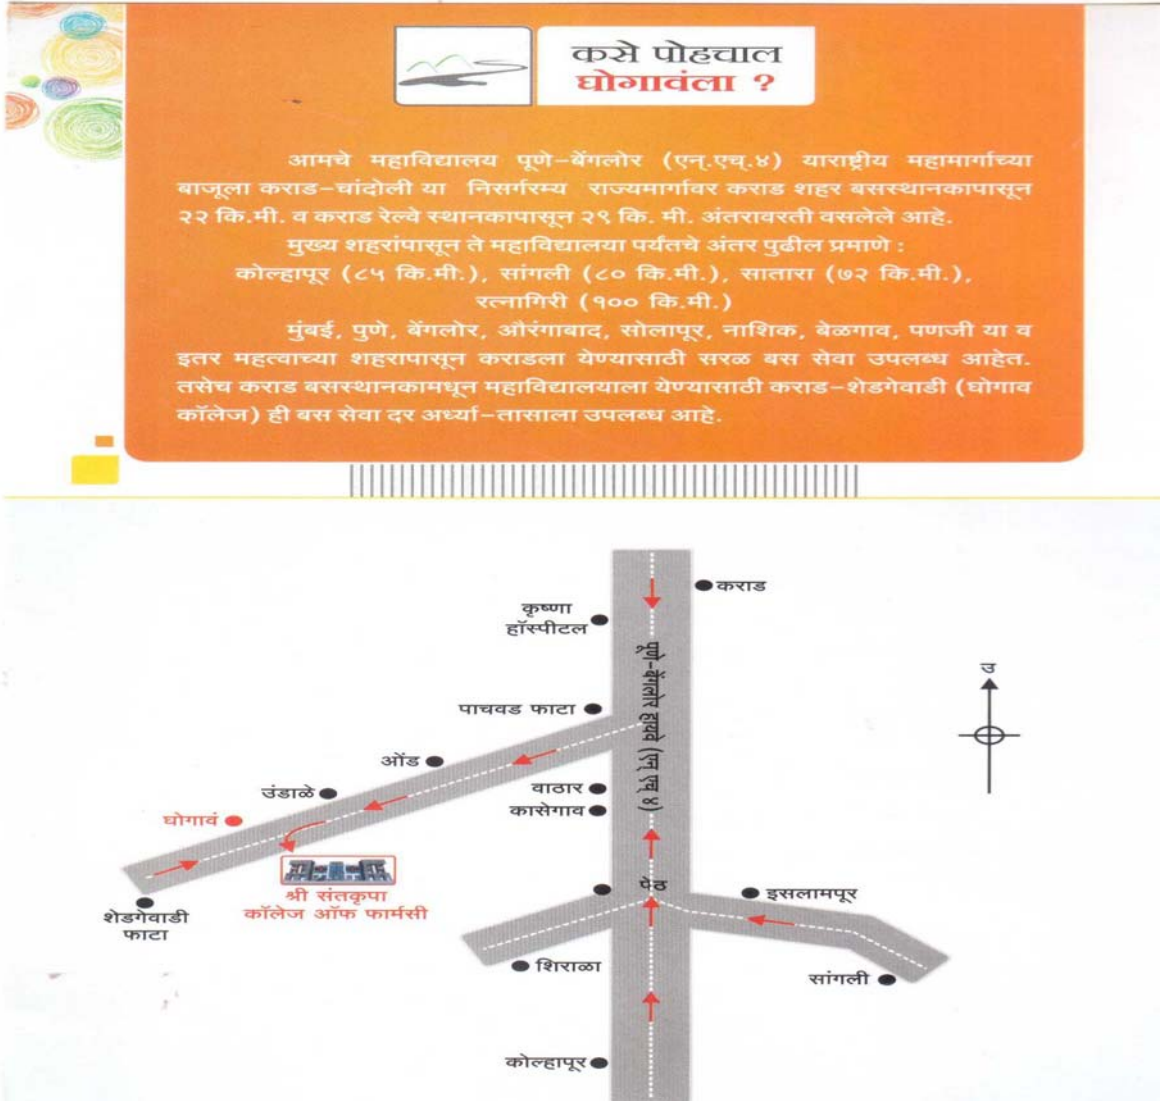 कसे पोहचाल
घोगावंला ?
आमचे महाविद्यालय पूणे-बेंगलोर (एन्.एच्.४) याराष्ट्रीय महामार्गाच्या
बाजूला कराड-चांदोली या निसर्गरम्य राज्यमार्गावर कराड शहर बसस्थानकापासून
२२ कि.मी. व कराड रेल्वे स्थानकापासून २९ कि. मी. अंतरावरती वसलेले आहे.
मुख्य शहरांपासून ते महाविद्यालया पर्यंतचे अंतर पुढील प्रमाणे :
कोल्हापूर (८५ कि.मी.), सांगली (८० कि.मी.), सातारा (७२ कि.मी.),
रत्नागिरी (१०० कि.मी.)
मुंबई, पुणे, बेंगलोर, औरंगाबाद, सोलापूर, नाशिक, बेळगाव, पणजी या व
इतर महत्वाच्या शहरापासून कराडला येण्यासाठी सरळ बस सेवा उपलब्ध आहेत.
तसेच कराड बसस्थानकामधून महाविद्यालयाला येण्यासाठी कराड-शेडगेवाडी (घोगाव
कॉलेज) ही बस सेवा दर अर्ध्या-तासाला उपलब्ध आहे.
कराड
कृष्णा
हॉस्पीटल
पूणे-बेंगलोर हायवे (एन् एच् ४)
उ
पाचवड फाटा
ओंड
उंडाळे
वाठार
कासेगाव
घोगावं
श्री संतकृपा
कॉलेज ऑफ फार्मसी
शेडगेवाडी
फाटा
इसलामपूर
शिराळा
सांगली
कोल्हापूर